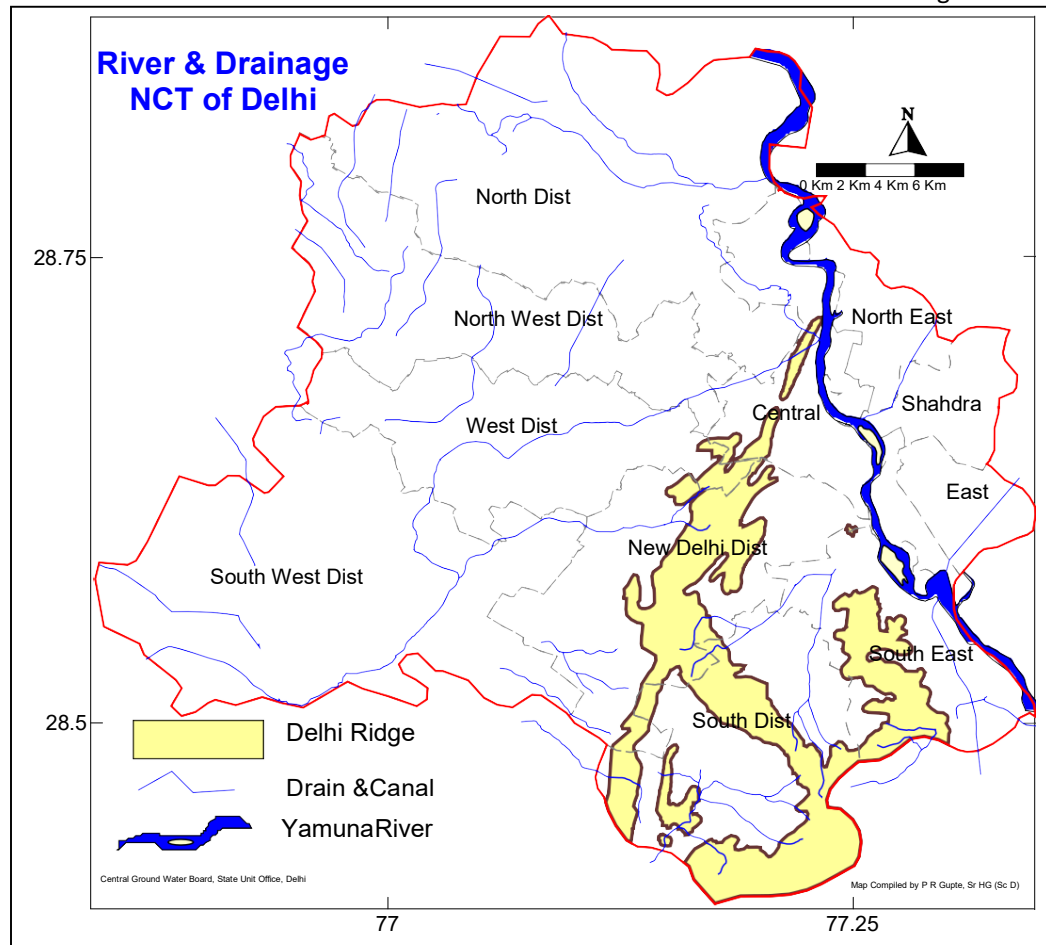 River & Drainage
NCT of Delhi
N
0 Km 2 Km 4 Km 6 Km
North Dist
28.75
North West Dist
North East
Central
Shahdra
West Dist
East
New Delhi Dist
South West Dist
South East
South Dist
28.5
Delhi Ridge
Drain &Canal
YamunaRiver
Central Ground Water Board, State Unit Office, Delhi
Map Compiled by P R Gupte, Sr HG (Sc D)
77
77.25